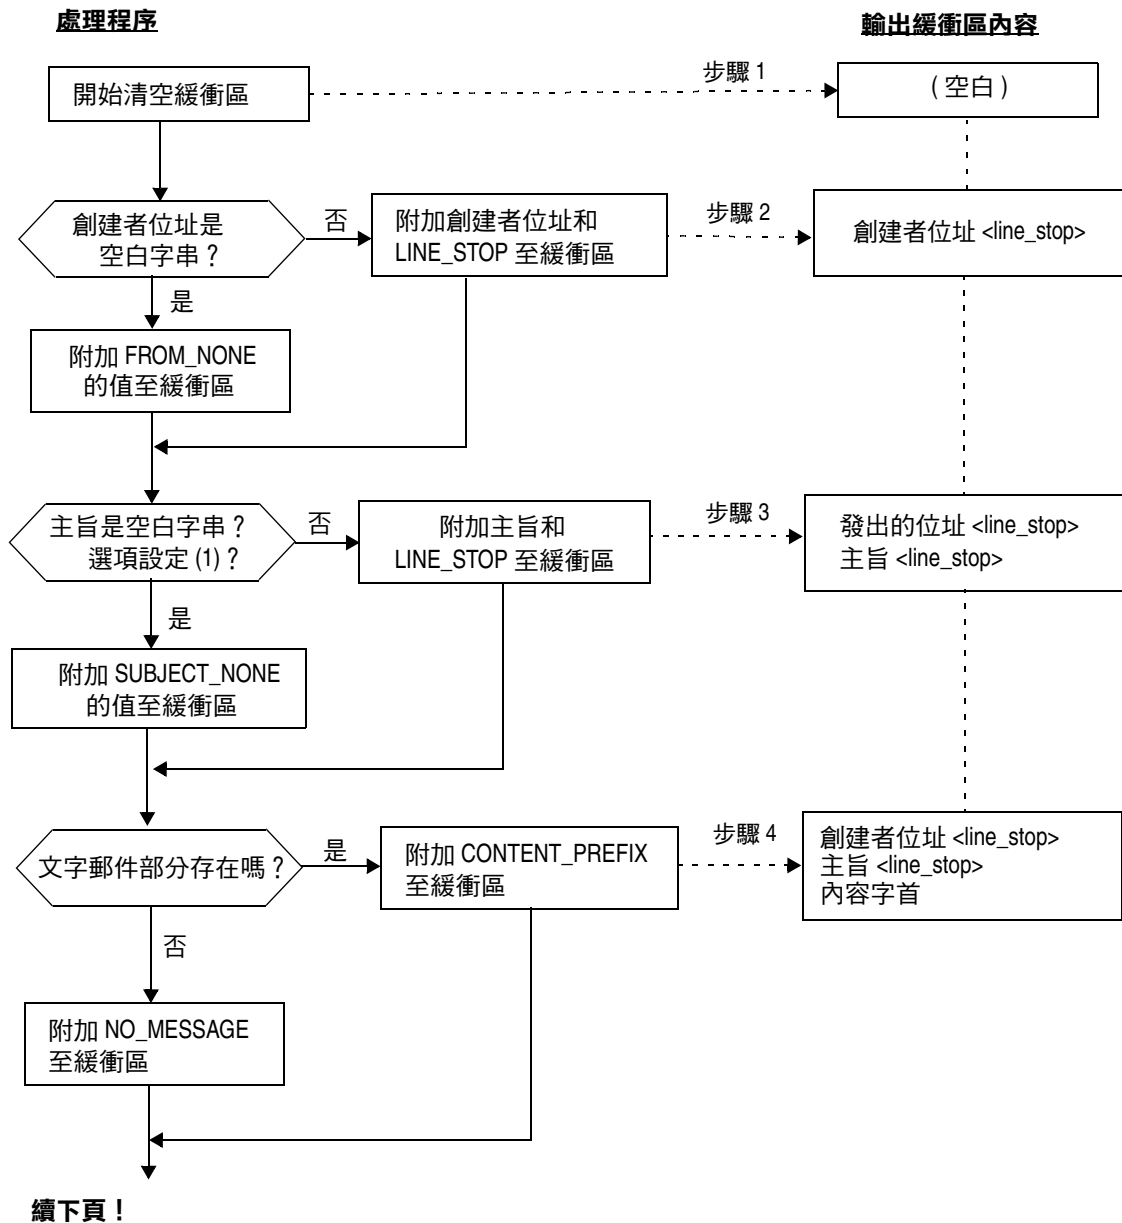 處理程序
輸出緩衝區內容
開始清空緩衝區
步驟 1
( 空白 )
創建者位址是
空白字串？
否
附加創建者位址和
LINE_STOP 至緩衝區
步驟 2
創建者位址 <line_stop>
是
附加 FROM_NONE
的值至緩衝區
主旨是空白字串？
選項設定 (1)？
否
附加主旨和
LINE_STOP 至緩衝區
步驟 3
發出的位址 <line_stop>
主旨 <line_stop>
是
附加 SUBJECT_NONE
的值至緩衝區
文字郵件部分存在嗎？
是
附加 CONTENT_PREFIX
至緩衝區
步驟 4
創建者位址 <line_stop>
主旨 <line_stop>
內容字首
否
附加 NO_MESSAGE
至緩衝區
續下頁！